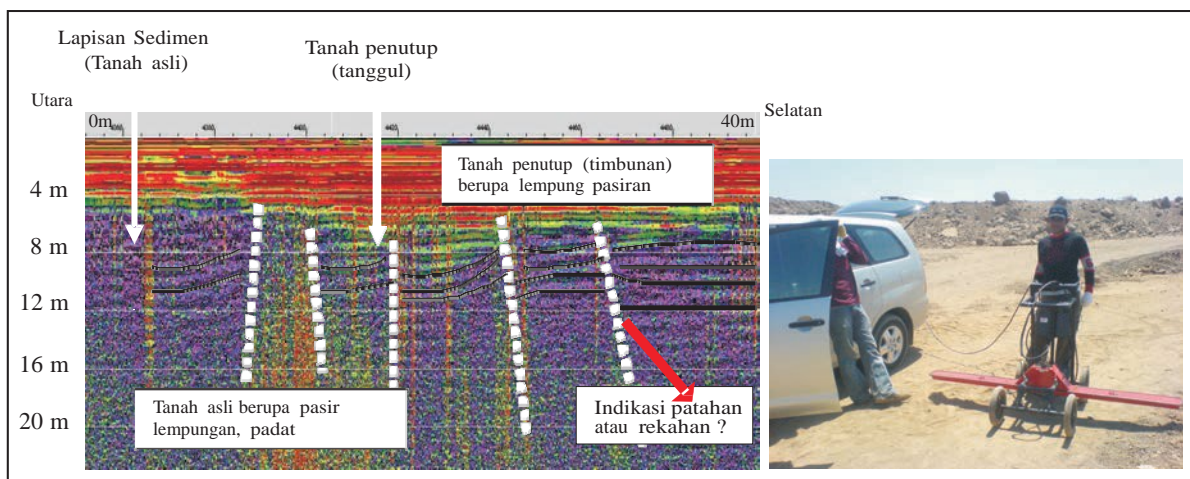 Lapisan Sedimen
(Tanah asli)
Tanah penutup
(tanggul)
Utara
Selatan
0m
40m
Tanah penutup (timbunan)
berupa lempung pasiran
4 m
8 m
12 m
16 m
20 m
Tanah asli berupa pasir
lempungan, padat
Indikasi patahan
atau rekahan ?